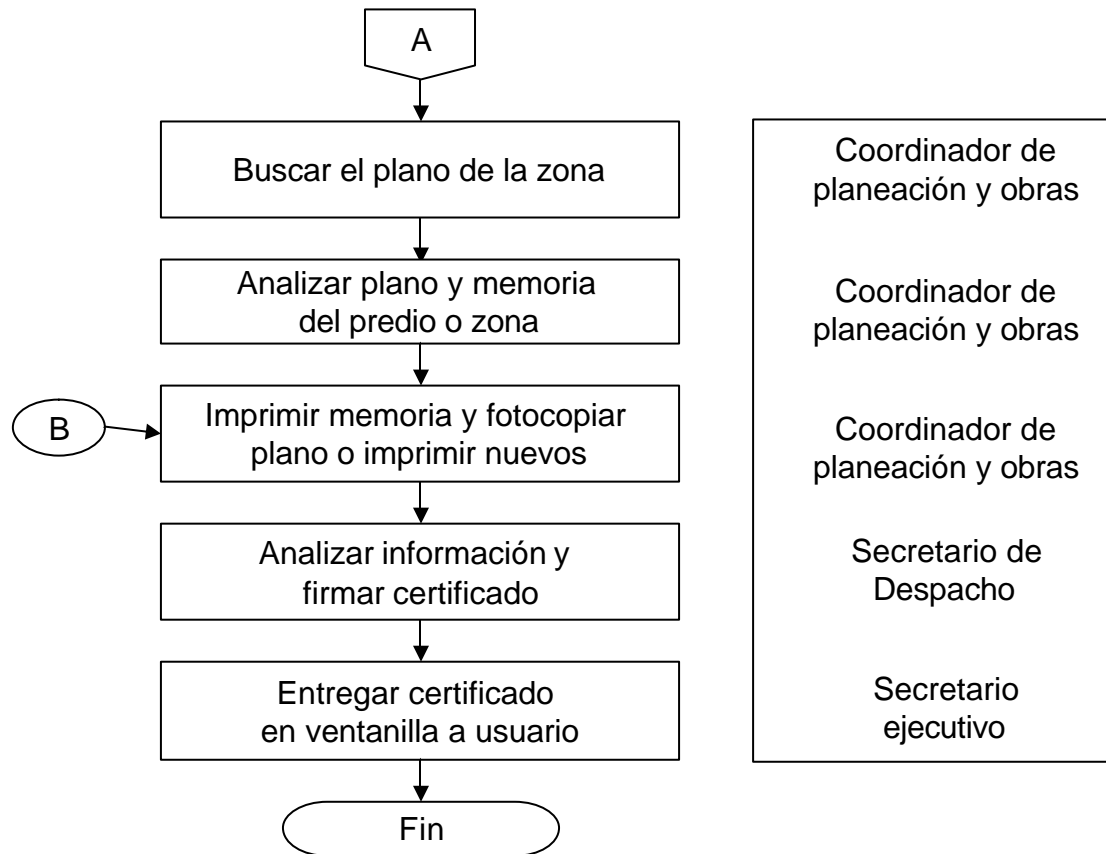 A
Buscar el plano de la zona
Coordinador de
planeación y obras
Analizar plano y memoria
del predio o zona
Coordinador de
planeación y obras
B
Imprimir memoria y fotocopiar
plano o imprimir nuevos
Coordinador de
planeación y obras
Analizar información y
firmar certificado
Secretario de
Despacho
Entregar certificado
en ventanilla a usuario
Secretario
ejecutivo
Fin